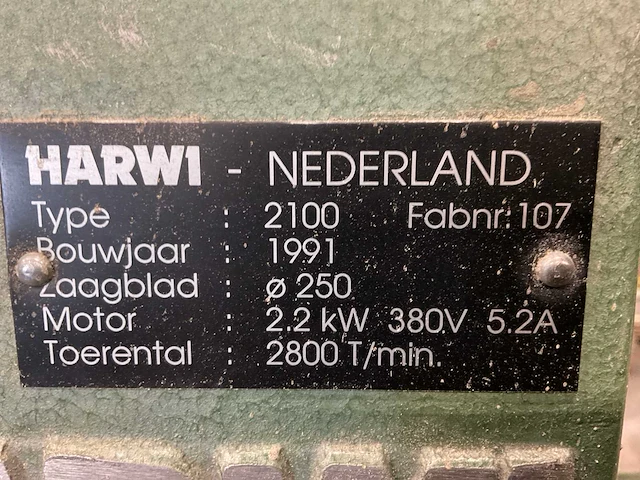 HARWI - NEDERLAND
Type : 2100 Fabnr: 107
Bouwjaar : 1991
Zaagblad : ø 250
Motor : 2.2 kW 380V 5.2A
Toerental : 2800 T/min.